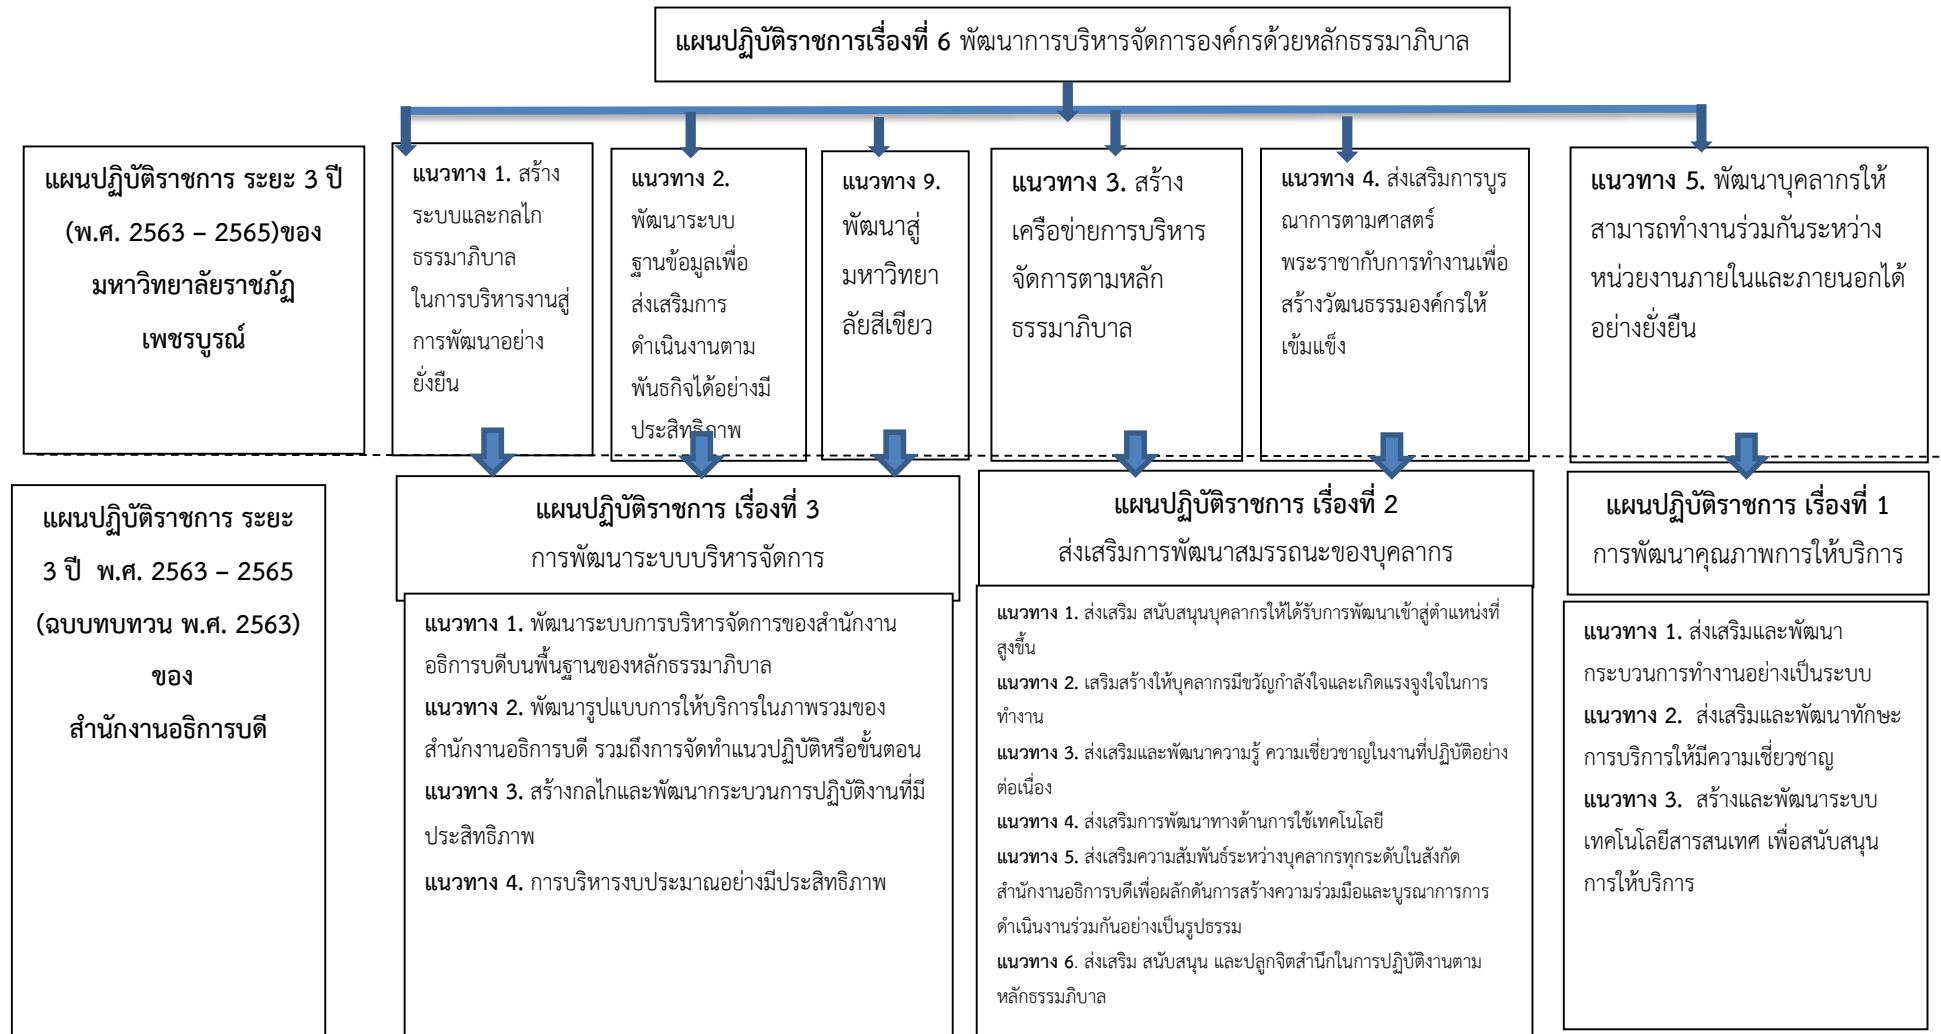 แผนปฏิบัติราชการเรื่องที่ 6 พัฒนาการบริหารจัดการองค์กรด้วยหลักธรรมาภิบาล
แผนปฏิบัติราชการ ระยะ 3 ปี
(พ.ศ. 2563 – 2565)ของ
มหาวิทยาลัยราชภัฏ
เพชรบูรณ์
แนวทาง 1. สร้าง
ระบบและกลไก
ธรรมาภิบาล
ในการบริหารงานสู่
การพัฒนาอย่าง
ยั่งยืน
แนวทาง 2.
พัฒนาระบบ
ฐานข้อมูลเพื่อ
ส่งเสริมการ
ดำเนินงานตาม
พันธกิจได้อย่างมี
ประสิทธิภาพ
แนวทาง 9.
พัฒนาสู่
มหาวิทยา
ลัยสีเขียว
แนวทาง 3. สร้าง
เครือข่ายการบริหาร
จัดการตามหลัก
ธรรมาภิบาล
แนวทาง 4. ส่งเสริมการบูร
ณาการตามศาสตร์
พระราชากับการทำงานเพื่อ
สร้างวัฒนธรรมองค์กรให้
เข้มแข็ง
แนวทาง 5. พัฒนาบุคลากรให้
สามารถทำงานร่วมกันระหว่าง
หน่วยงานภายในและภายนอกได้
อย่างยั่งยืน
แผนปฏิบัติราชการ ระยะ
3 ปี พ.ศ. 2563 – 2565
(ฉบบทบทวน พ.ศ. 2563)
ของ
สำนักงานอธิการบดี
แผนปฏิบัติราชการ เรื่องที่ 3
การพัฒนาระบบบริหารจัดการ
แนวทาง 1. พัฒนาระบบการบริหารจัดการของสำนักงาน
อธิการบดีบนพื้นฐานของหลักธรรมาภิบาล
แนวทาง 2. พัฒนารูปแบบการให้บริการในภาพรวมของ
สำนักงานอธิการบดี รวมถึงการจัดทำแนวปฏิบัติหรือขั้นตอน
แนวทาง 3. สร้างกลไกและพัฒนากระบวนการปฏิบัติงานที่มี
ประสิทธิภาพ
แนวทาง 4. การบริหารงบประมาณอย่างมีประสิทธิภาพ
แผนปฏิบัติราชการ เรื่องที่ 2
ส่งเสริมการพัฒนาสมรรถนะของบุคลากร
แนวทาง 1. ส่งเสริม สนับสนุนบุคลากรให้ได้รับการพัฒนาเข้าสู่ตำแหน่งที่
สูงขึ้น
แนวทาง 2. เสริมสร้างให้บุคลากรมีขวัญกำลังใจและเกิดแรงจูงใจในการ
ทำงาน
แนวทาง 3. ส่งเสริมและพัฒนาความรู้ ความเชี่ยวชาญในงานที่ปฏิบัติอย่าง
ต่อเนื่อง
แนวทาง 4. ส่งเสริมการพัฒนาทางด้านการใช้เทคโนโลยี
แนวทาง 5. ส่งเสริมความสัมพันธ์ระหว่างบุคลากรทุกระดับในสังกัด
สำนักงานอธิการบดีเพื่อผลักดันการสร้างความร่วมมือและบูรณาการการ
ดำเนินงานร่วมกันอย่างเป็นรูปธรรม
แนวทาง 6. ส่งเสริม สนับสนุน และปลูกจิตสำนึกในการปฏิบัติงานตาม
หลักธรรมภิบาล
แผนปฏิบัติราชการ เรื่องที่ 1
การพัฒนาคุณภาพการให้บริการ
แนวทาง 1. ส่งเสริมและพัฒนา
กระบวนการทำงานอย่างเป็นระบบ
แนวทาง 2. ส่งเสริมและพัฒนาทักษะ
การบริการให้มีความเชี่ยวชาญ
แนวทาง 3. สร้างและพัฒนาระบบ
เทคโนโลยีสารสนเทศ เพื่อสนับสนุน
การให้บริการ